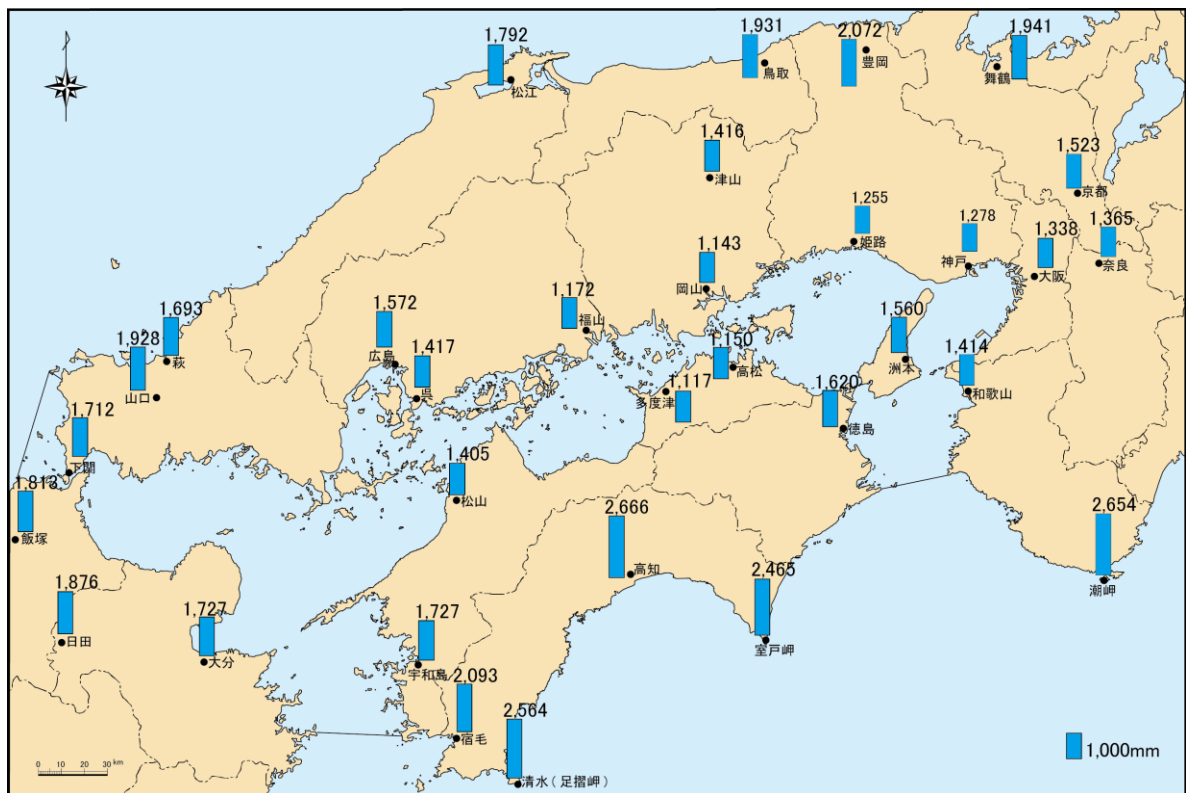 1,792
松江
1,931
鳥取
2,072
豊岡
1,941
舞鶴
1,416
津山
1,523
京都
1,255
姫路
1,278
神戸
1,338
大阪
1,365
奈良
1,143
岡山
1,172
福山
1,572
広島
1,417
呉
1,693
萩
1,928
山口
1,712
下関
1,150
高松
1,117
多度津
1,560
洲本
1,414
和歌山
1,620
徳島
1,405
松山
1,813
飯塚
2,666
高知
2,465
室戸岬
2,654
潮岬
1,876
日田
1,727
大分
1,727
宇和島
2,093
宿毛
2,564
清水（足摺岬）
1,000mm
0 10 20 30 km